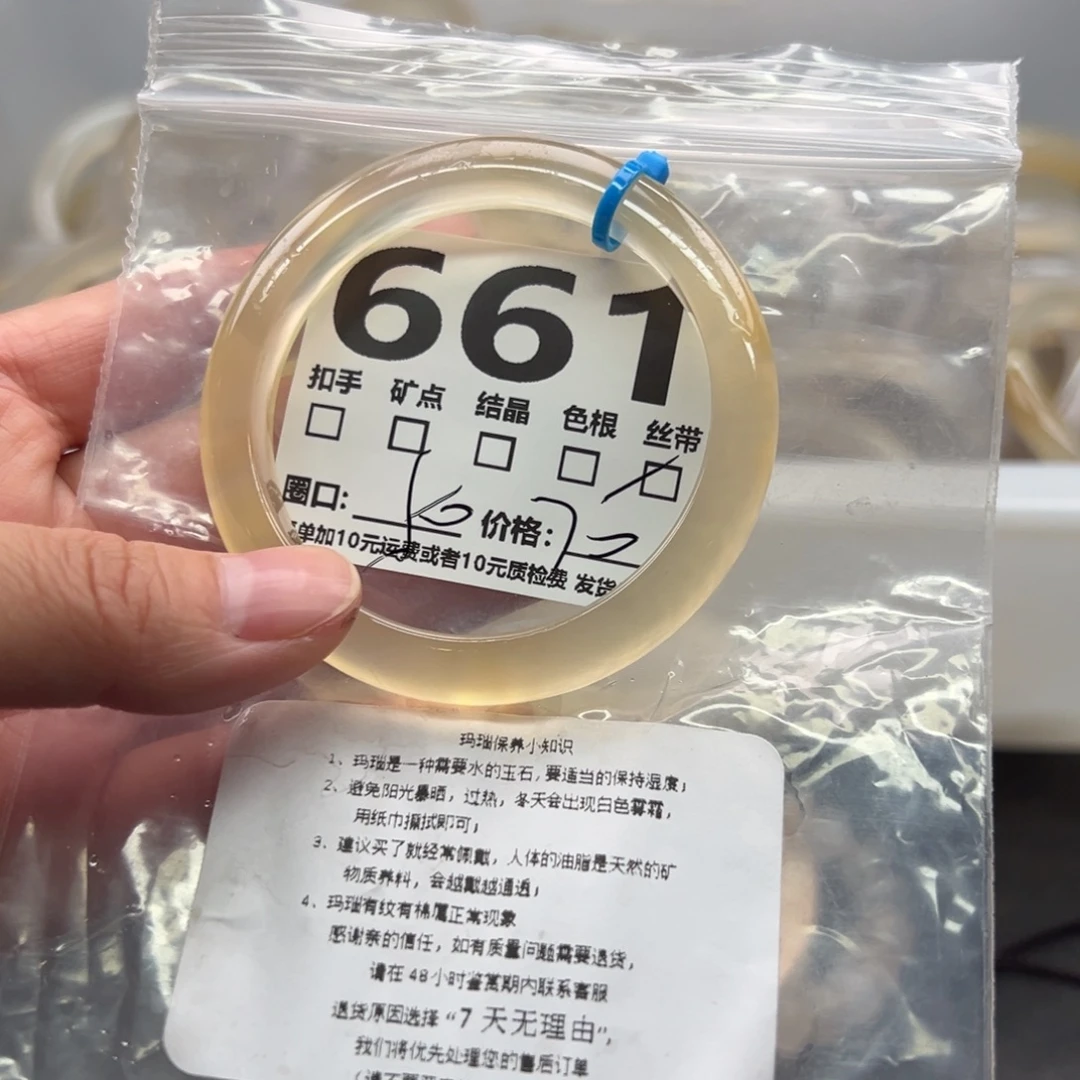 661
扣手 矿点 结晶 色根 丝带
圈口: 价格:
单加10元运费或者10元质检费 发货
玛瑙保养小知识
1、玛瑙是一种需要水的玉石,要适当的保持湿度;
2、避免阳光暴晒,过热,冬天会出现白色雾霜,
用纸巾擦拭即可;
3、建议买了就经常佩戴,人体的油脂是天然的矿
物质养料,会越戴越通透;
4、玛瑙有纹有棉属正常现象
感谢亲的信任,如有质量问题需要退货,
请在48小时鉴赏期内联系客服
退货原因选择“7天无理由”,
我们将优先处理您的售后订单